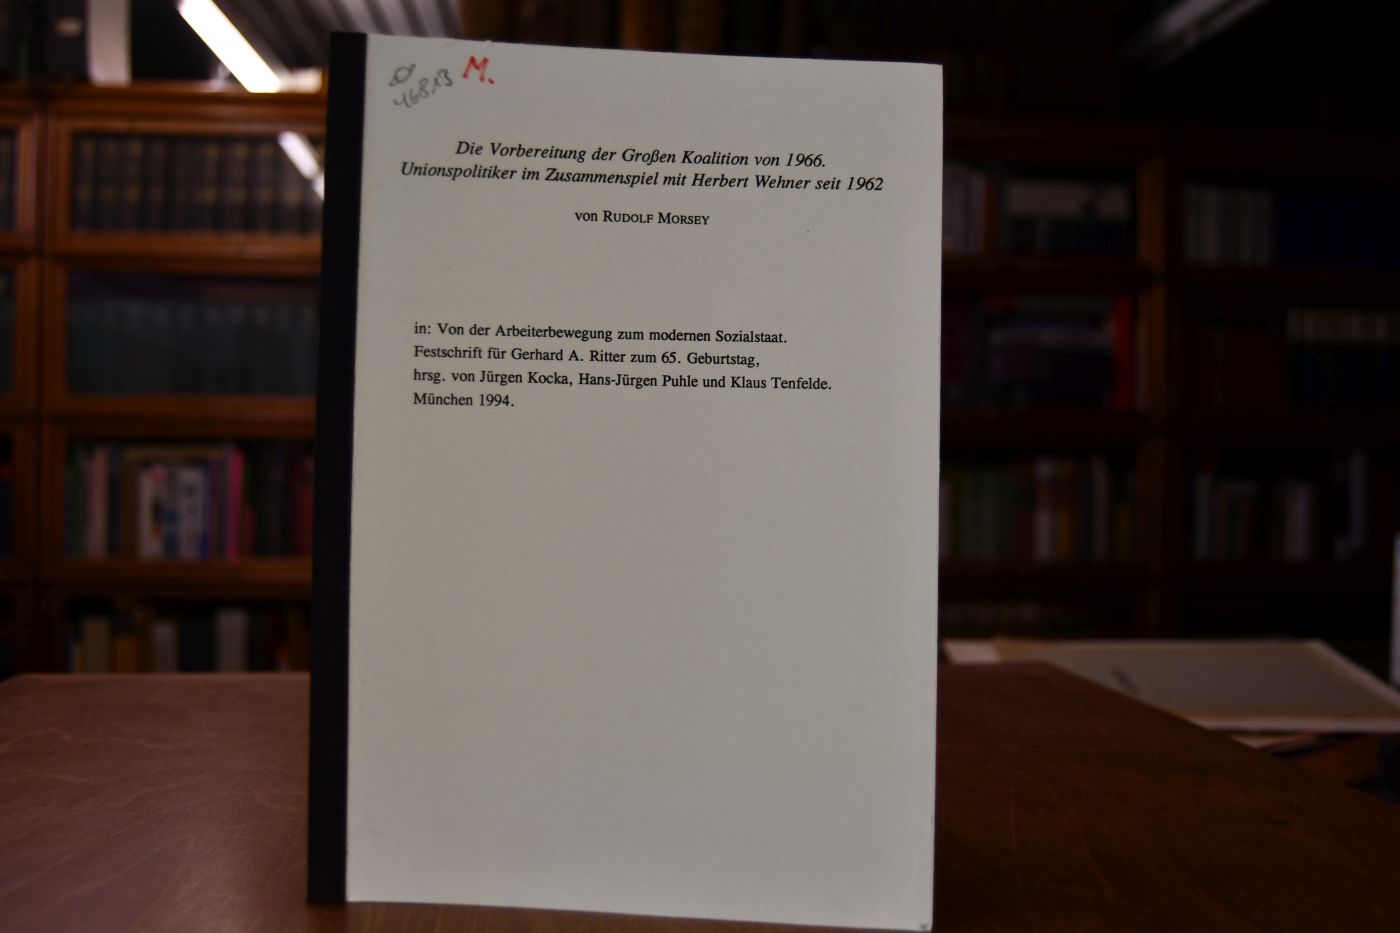 M.
Die Vorbereitung der Großen Koalition von 1966.
Unionspolitiker im Zusammenspiel mit Herbert Wehner seit 1962
von RUDOLF MORSEY
in: Von der Arbeiterbewegung zum modernen Sozialstaat.
Festschrift für Gerhard A. Ritter zum 65. Geburtstag,
hrsg. von Jürgen Kocka, Hans-Jürgen Puhle und Klaus Tenfelde.
München 1994.